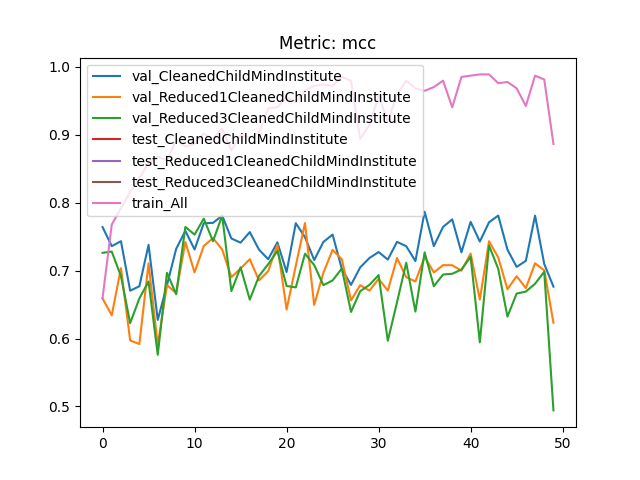 Metric: mcc
val_CleanedChildMindInstitute
val_Reduced1CleanedChildMindInstitute
val_Reduced3CleanedChildMindInstitute
test_CleanedChildMindInstitute
test_Reduced1CleanedChildMindInstitute
test_Reduced3CleanedChildMindInstitute
train_All
1.0
0.9
0.8
0.7
0.6
0.5
0 10 20 30 40 50